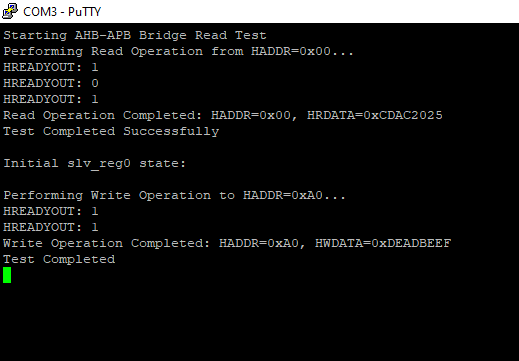 COM3 - PuTTY
Starting AHB-APB Bridge Read Test
Performing Read Operation from HADDR=0x00...
HREADYOUT: 1
HREADYOUT: 0
HREADYOUT: 1
Read Operation Completed: HADDR=0x00, HRDATA=0xCDAC2025
Test Completed Successfully
Initial slv_reg0 state:
Performing Write Operation to HADDR=0xA0...
HREADYOUT: 1
HREADYOUT: 1
Write Operation Completed: HADDR=0xA0, HWDATA=0xDEADBEEF
Test Completed